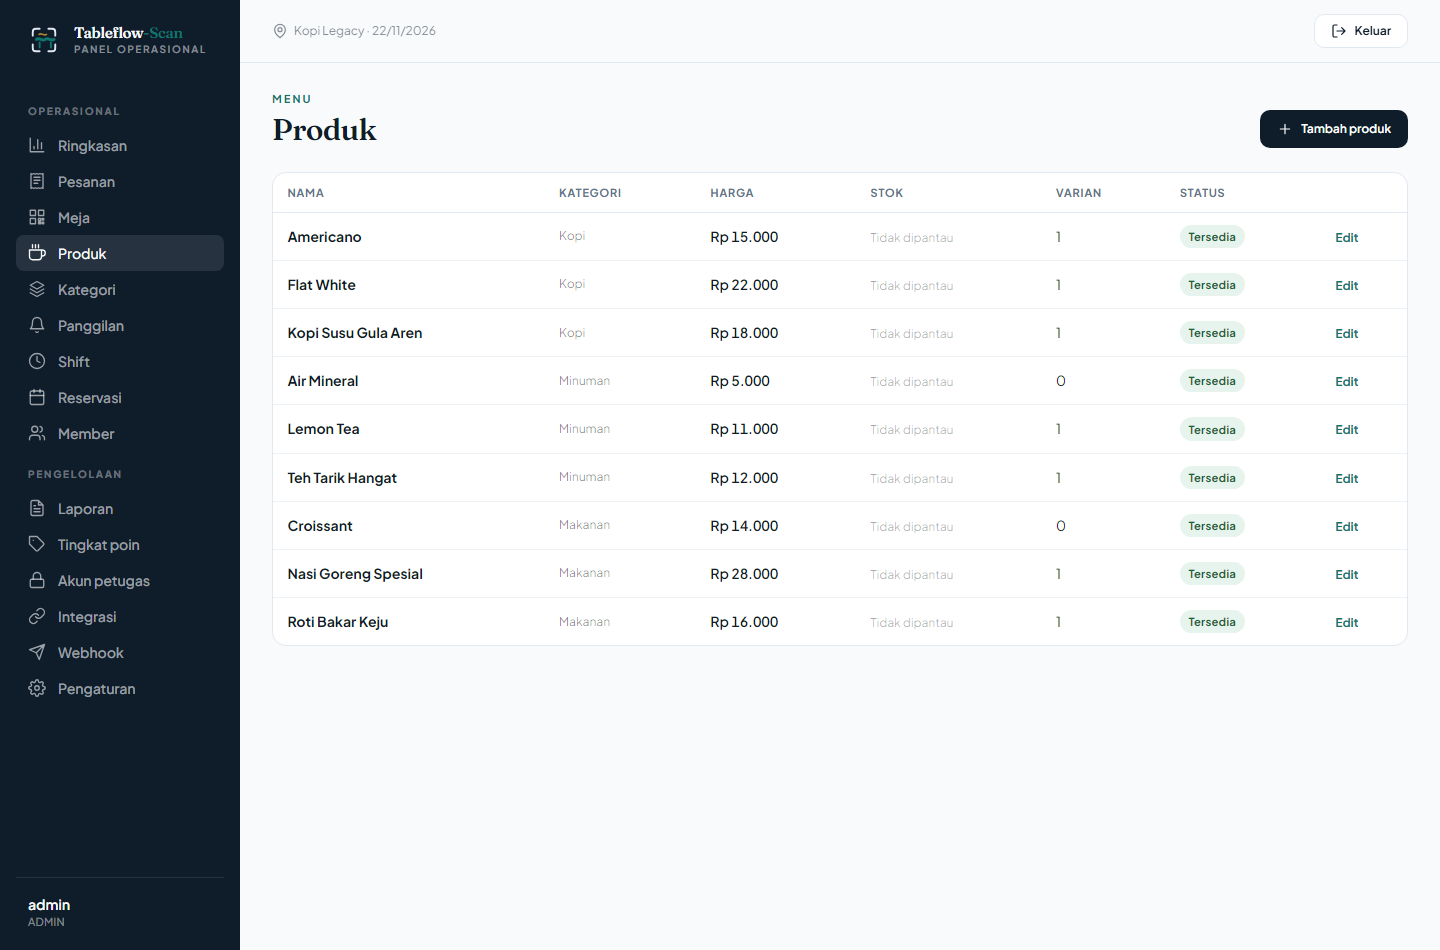 Tableflow-Scan
PANEL OPERASIONAL
OPERASIONAL
Ringkasan
Pesanan
Meja
Produk
Kategori
Panggilan
Shift
Reservasi
Member
PENGELOLAAN
Laporan
Tingkat poin
Akun petugas
Integrasi
Webhook
Pengaturan
admin
ADMIN
Kopi Legacy · 22/11/2026
Keluar
MENU
Produk
Tambah produk
NAMA KATEGORI HARGA STOK VARIAN STATUS
Americano Kopi Rp 15.000 Tidak dipantau 1 Tersedia Edit
Flat White Kopi Rp 22.000 Tidak dipantau 1 Tersedia Edit
Kopi Susu Gula Aren Kopi Rp 18.000 Tidak dipantau 1 Tersedia Edit
Air Mineral Minuman Rp 5.000 Tidak dipantau 0 Tersedia Edit
Lemon Tea Minuman Rp 11.000 Tidak dipantau 1 Tersedia Edit
Teh Tarik Hangat Minuman Rp 12.000 Tidak dipantau 1 Tersedia Edit
Croissant Makanan Rp 14.000 Tidak dipantau 0 Tersedia Edit
Nasi Goreng Spesial Makanan Rp 28.000 Tidak dipantau 1 Tersedia Edit
Roti Bakar Keju Makanan Rp 16.000 Tidak dipantau 1 Tersedia Edit